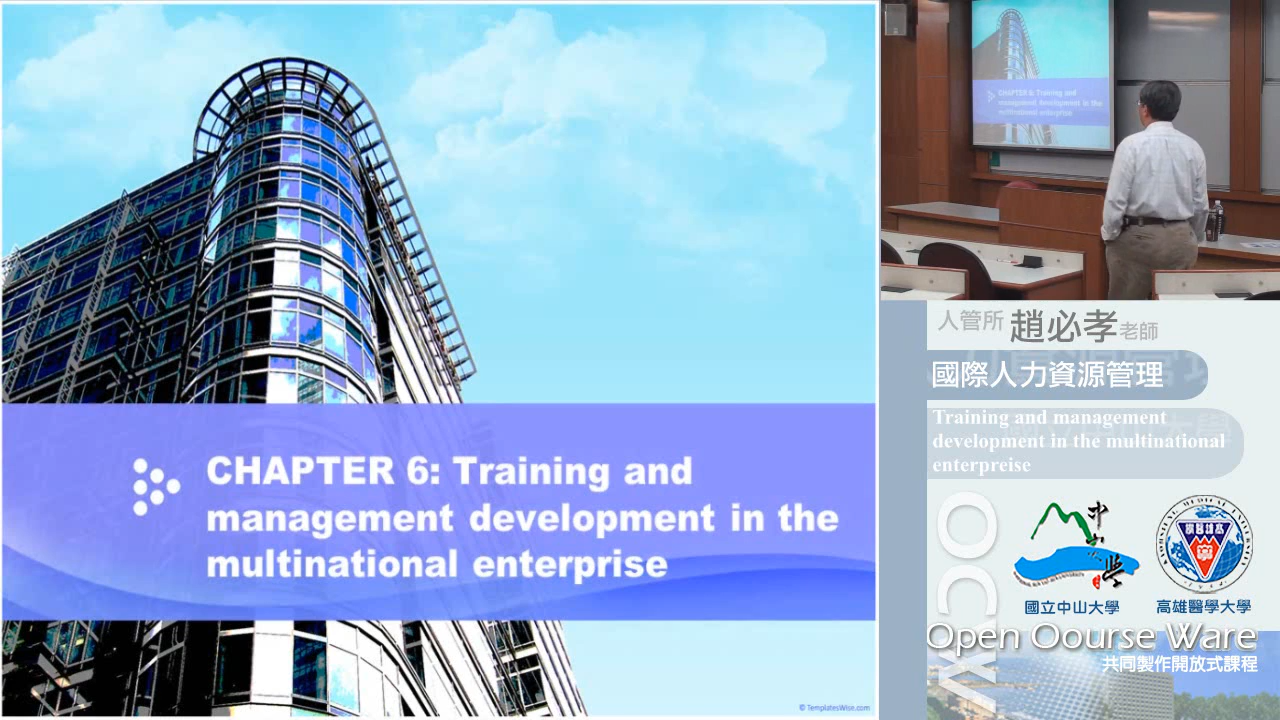 CHAPTER 6: Training and
management development in the
multinational enterprise
© TemplatesWise.com
CHAPTER 6: Training and
management development in the
multinational enterprise
人管所 趙必孝老師
國際人力資源管理
Training and management
development in the multinational
enterpreise
OCW
國立中山大學
高雄醫學大學
Open Oourse Ware
共同製作開放式課程